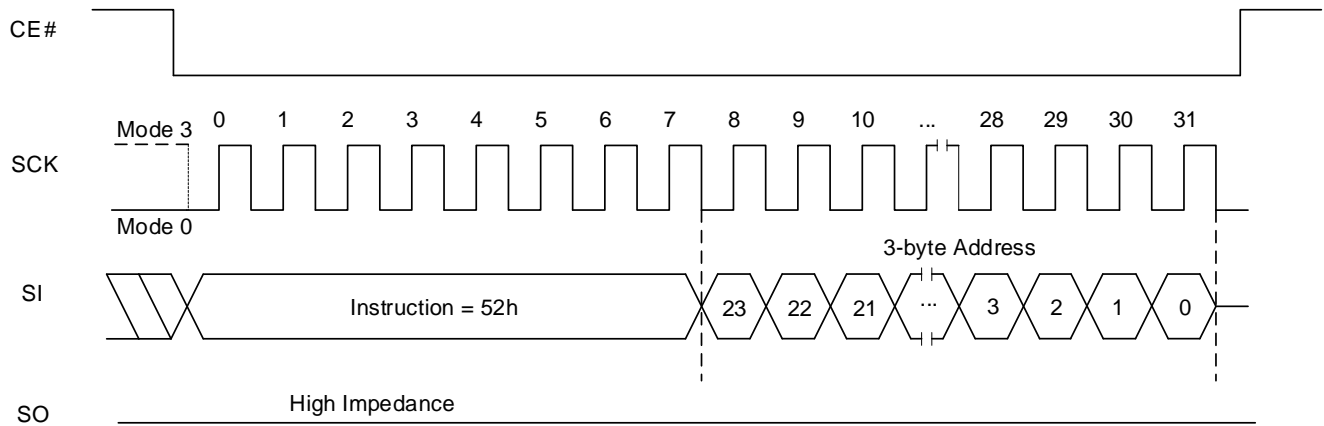 CE#
Mode 3
0 1 2 3 4 5 6 7 8 9 10 ... 28 29 30 31
SCK
Mode 0
3-byte Address
SI
Instruction = 52h
23 22 21 ... 3 2 1 0
High Impedance
SO